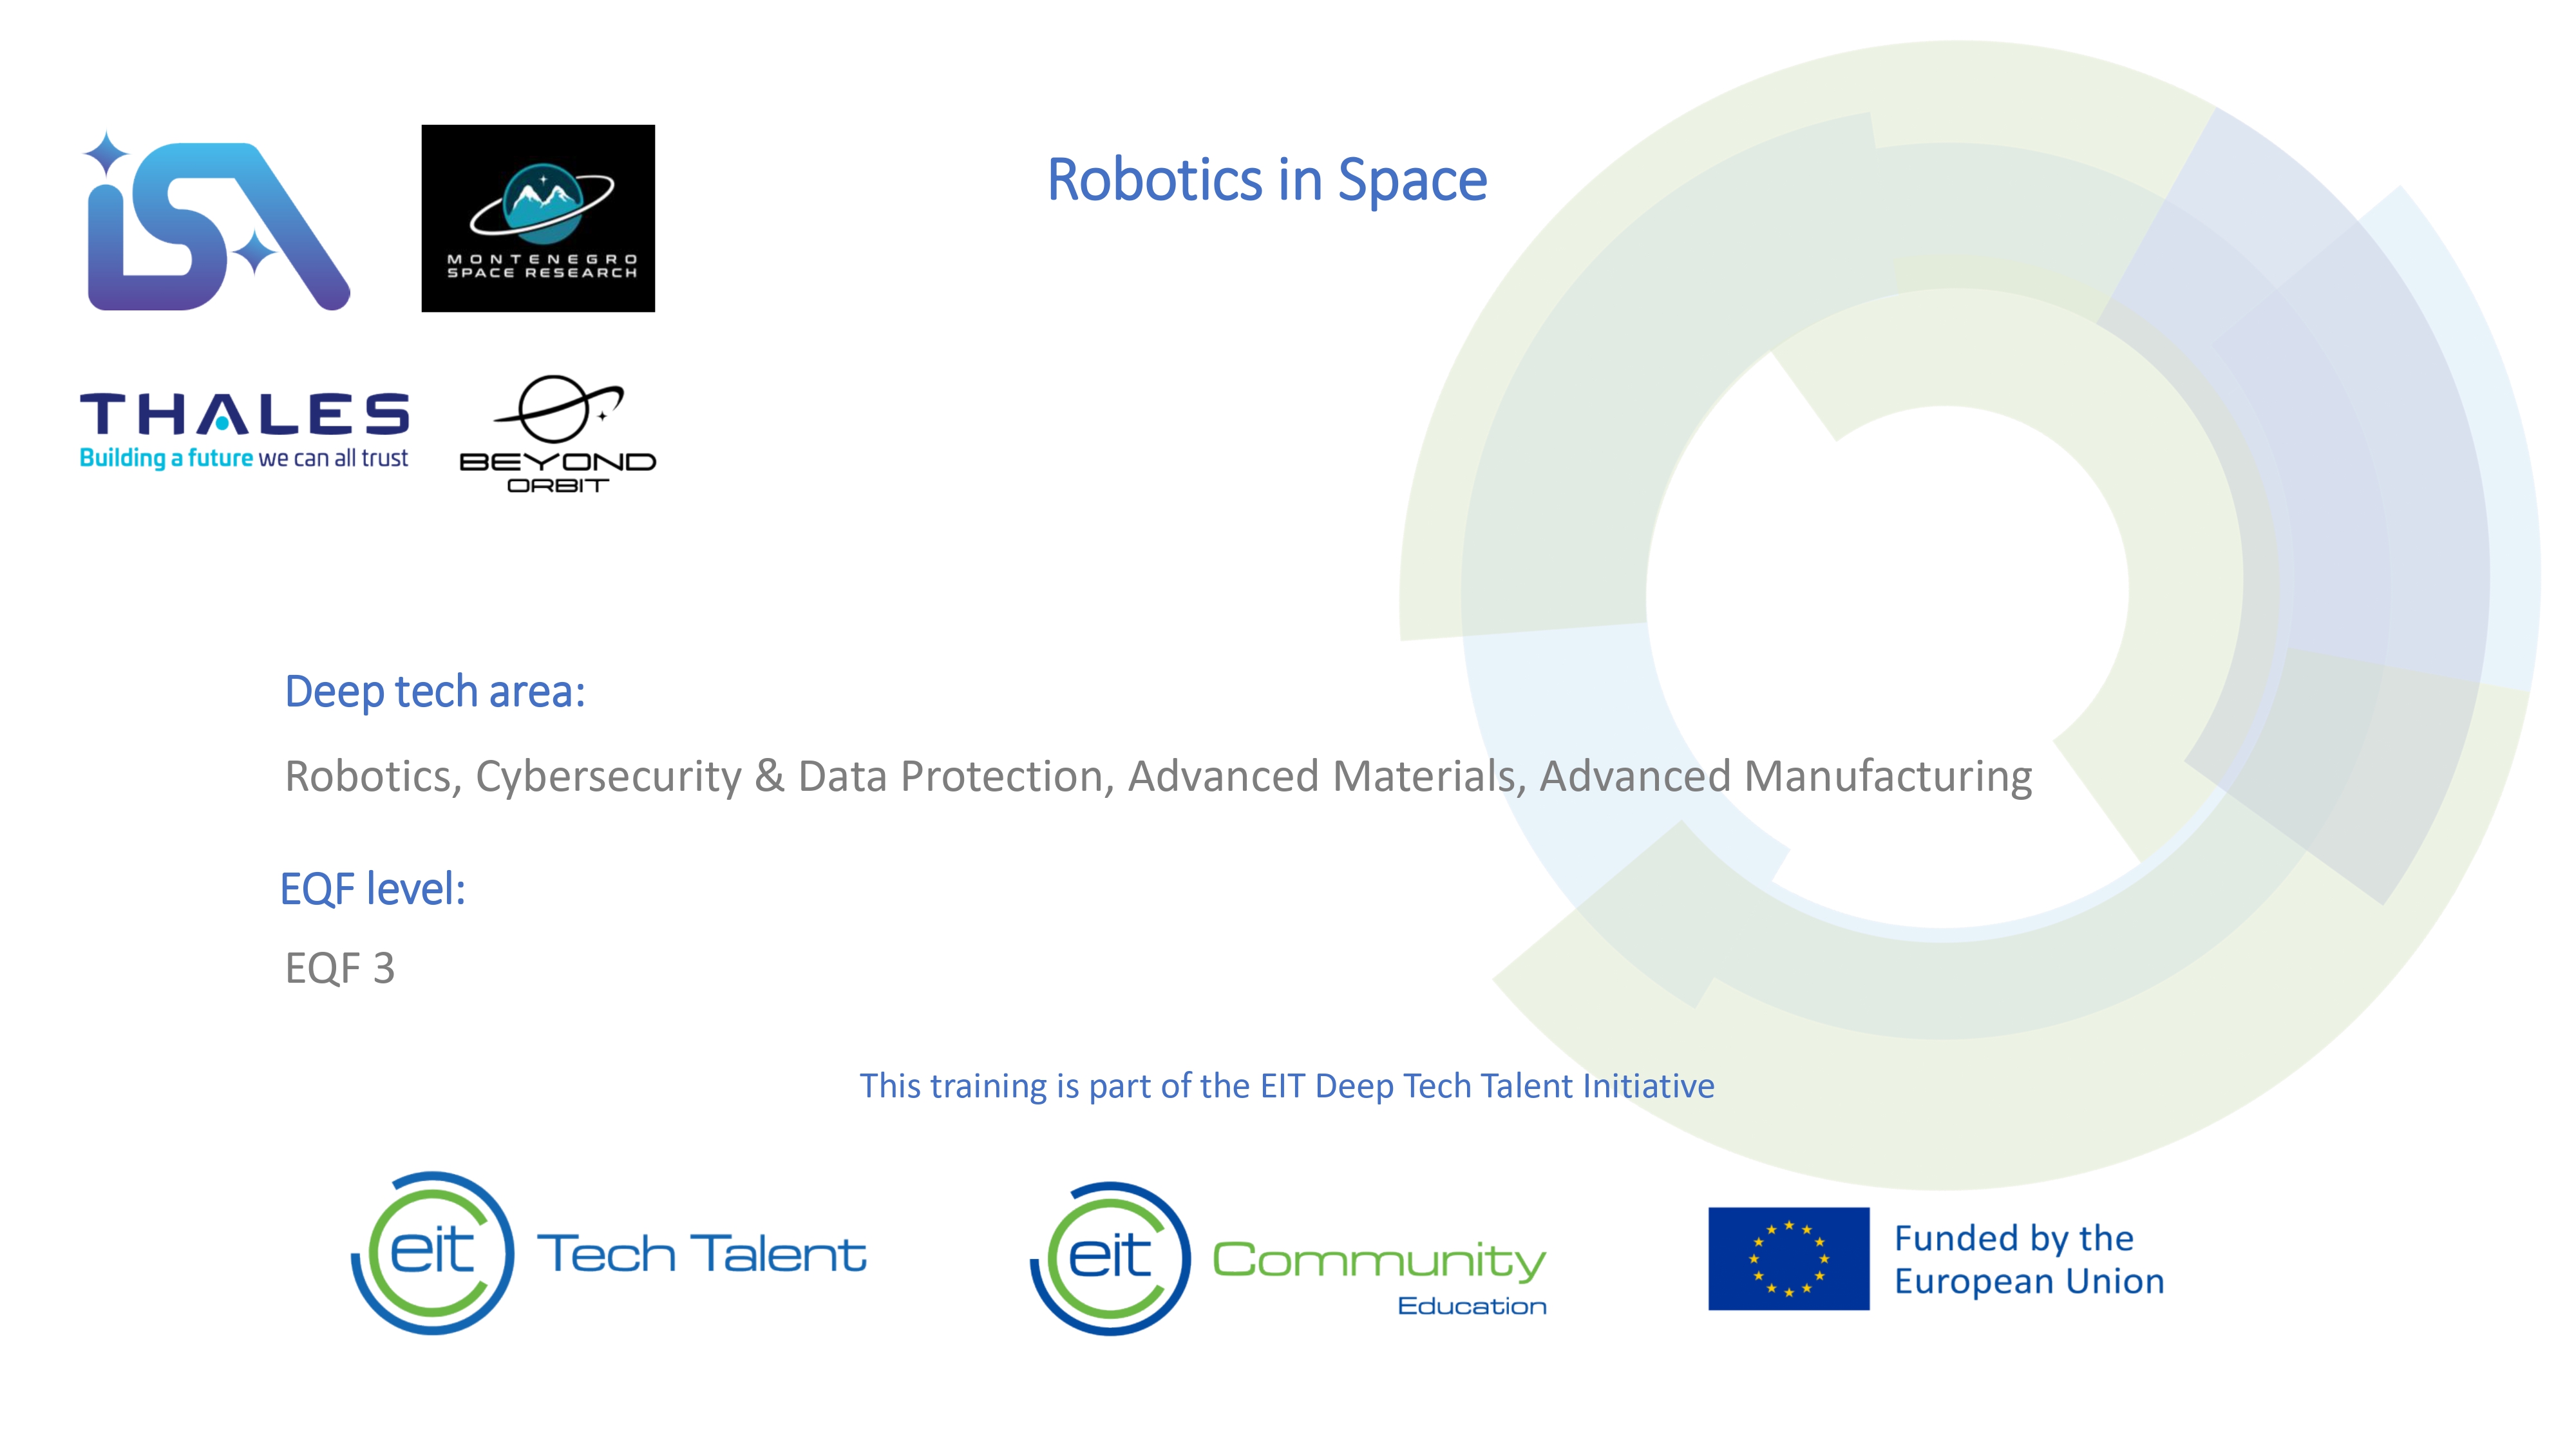 iSA
MONTENEGRO
SPACE RESEARCH
Robotics in Space
THALES
Building a future we can all trust
BEYOND
ORBIT
Deep tech area:
Robotics, Cybersecurity & Data Protection, Advanced Materials, Advanced Manufacturing
EQF level:
EQF 3
This training is part of the EIT Deep Tech Talent Initiative
eit Tech Talent
eit Community
Education
Funded by the
European Union